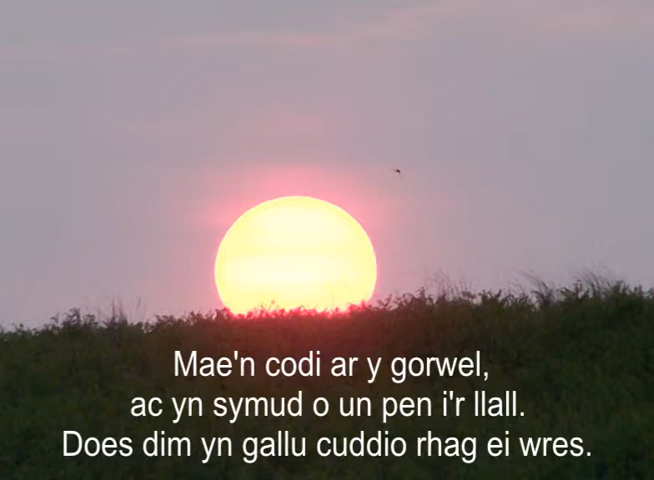 Mae'n codi ar y gorwel,
ac yn symud o un pen i'r llall.
Does dim yn gallu cuddio rhag ei wres.